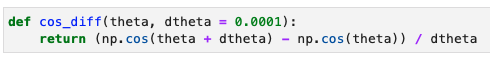 def cos_diff(theta, dtheta = 0.0001):
    return (np.cos(theta + dtheta) - np.cos(theta)) / dtheta